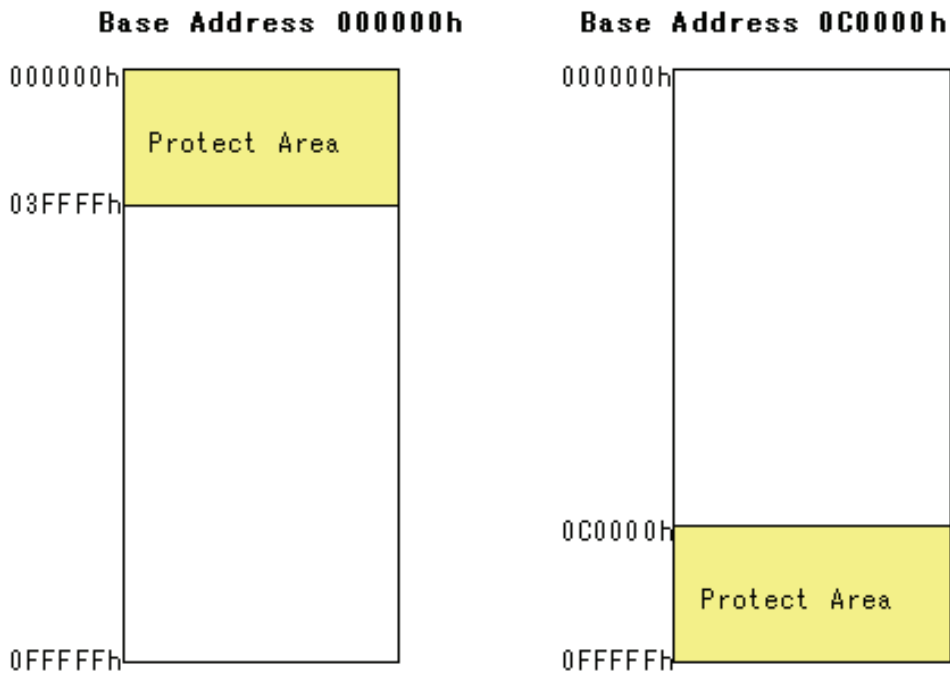 Base Address 000000h
000000h
Protect Area
03FFFFh
0FFFFFh
Base Address 0C0000h
000000h
0C0000h
Protect Area
0FFFFFh